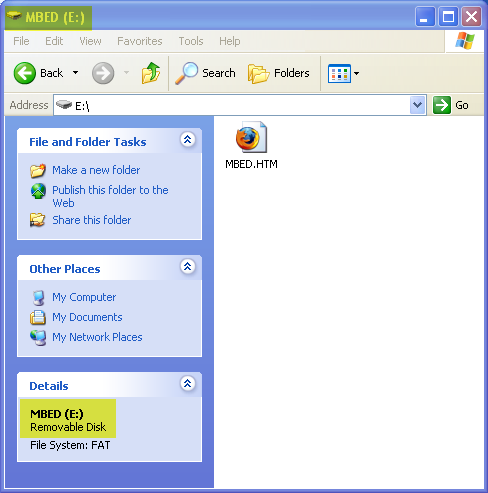 MBED (E:)
File Edit View Favorites Tools Help
Back Search Folders
Address E:\ Go
File and Folder Tasks
Make a new folder
Publish this folder to the
Web
Share this folder
Other Places
My Computer
My Documents
My Network Places
Details
MBED (E:)
Removable Disk
File System: FAT
MBED.HTM